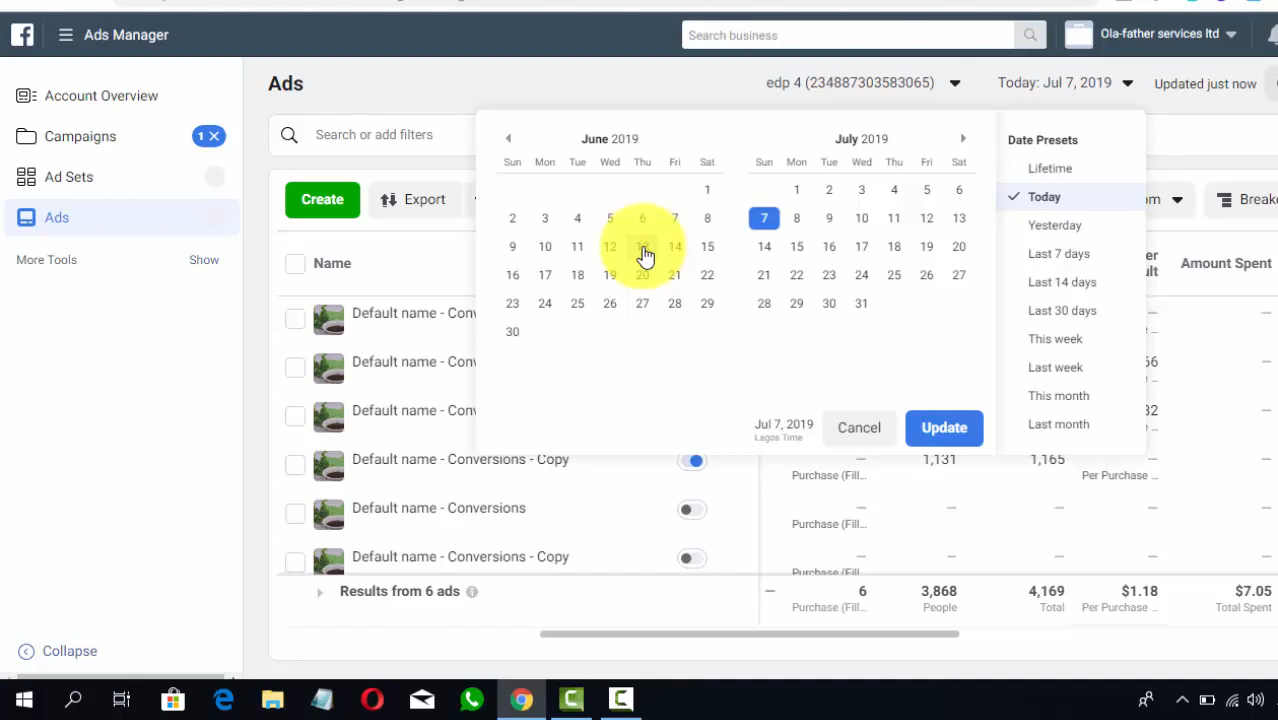 Ads Manager
Search business
Ola-father services ltd
Account Overview
Campaigns
1 X
Ad Sets
Ads
More Tools
Show
Collapse
Ads
edp 4 (234887303583065)
Today: Jul 7, 2019
Updated just now
Search or add filters
Create
Export
Name
Default name - Conv
Default name - Conv
Default name - Conv
Default name - Conversions - Copy
Default name - Conversions
Default name - Conversions - Copy
Results from 6 ads
June 2019
Sun Mon Tue Wed Thu Fri Sat
1
2 3 4 5 6 7 8
9 10 11 12 13 14 15
16 17 18 19 20 21 22
23 24 25 26 27 28 29
30
July 2019
Sun Mon Tue Wed Thu Fri Sat
1 2 3 4 5 6
7 8 9 10 11 12 13
14 15 16 17 18 19 20
21 22 23 24 25 26 27
28 29 30 31
Jul 7, 2019
Lagos Time
Cancel
Update
Date Presets
Lifetime
Today
Yesterday
Last 7 days
Last 14 days
Last 30 days
This week
Last week
This month
Last month
om
Breako
er
ult
Amount Spent
—
66 —
32 —
1,131 1,165 —
Purchase (Fill... Per Purchase ...
— — — — —
Purchase (Fill...
— — — — —
Purchase (Fill...
— 6 3,868 4,169 $1.18 $7.05
Purchase (Fill... People Total Per Purchase ... Total Spent